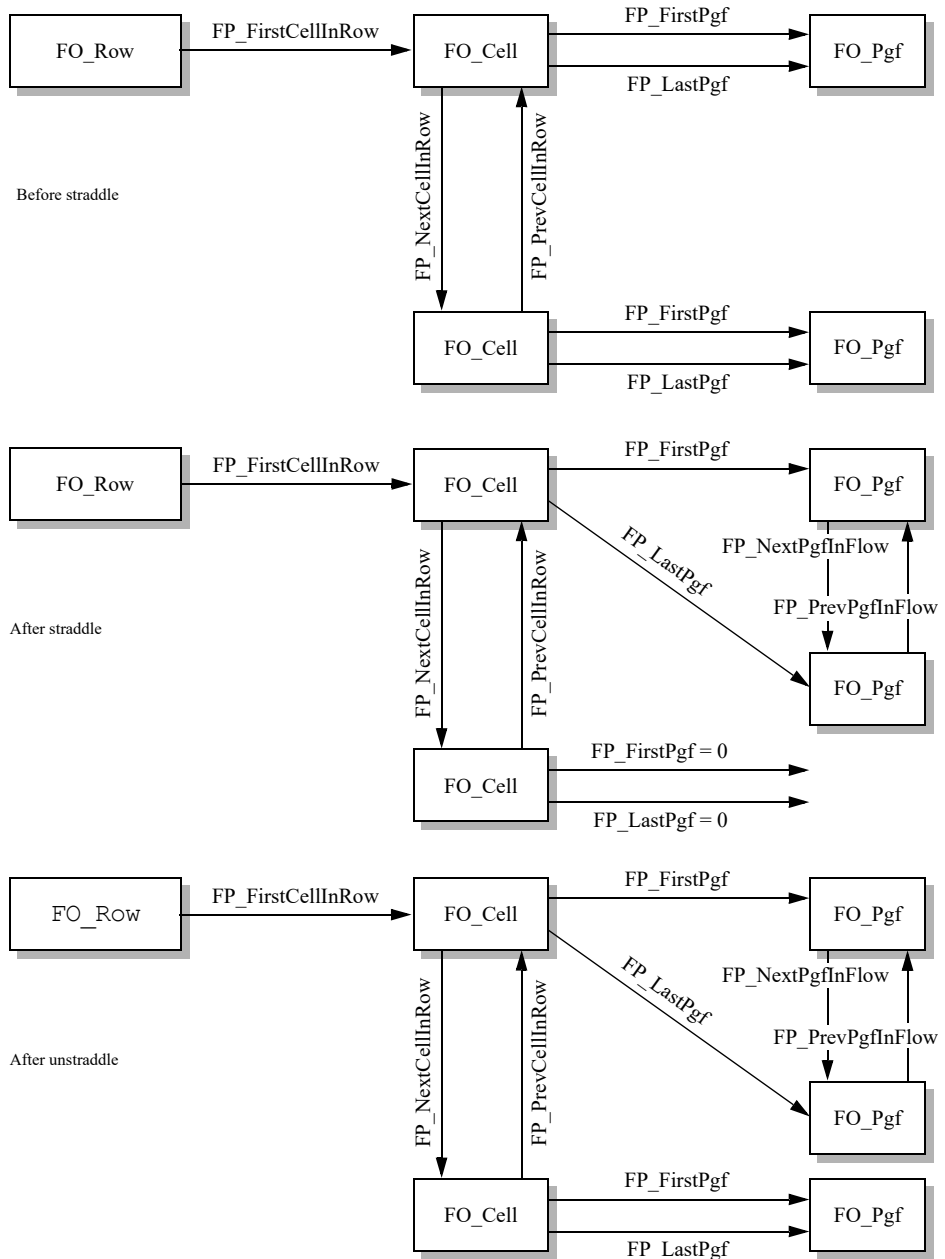 FP_FirstPgf
FP_FirstCellInRow
FO_Row
FO_Cell
FO_Pgf
FP_LastPgf
FP_NextCellInRow
FP_PrevCellInRow
Before straddle
FP_FirstPgf
FO_Cell
FO_Pgf
FP_LastPgf
FP_FirstPgf
FP_FirstCellInRow
FO_Row
FO_Cell
FO_Pgf
FP_LastPgf
FP_NextPgfInFlow
FP_NextCellInRow
FP_PrevCellInRow
FP_PrevPgfInFlow
After straddle
FO_Pgf
FP_FirstPgf = 0
FO_Cell
FP_LastPgf = 0
FP_FirstPgf
FP_FirstCellInRow
FO_Row
FO_Cell
FO_Pgf
FP_LastPgf
FP_NextPgfInFlow
FP_NextCellInRow
FP_PrevCellInRow
FP_PrevPgfInFlow
After unstraddle
FO_Pgf
FP_FirstPgf
FO_Cell
FO_Pgf
FP_LastPgf